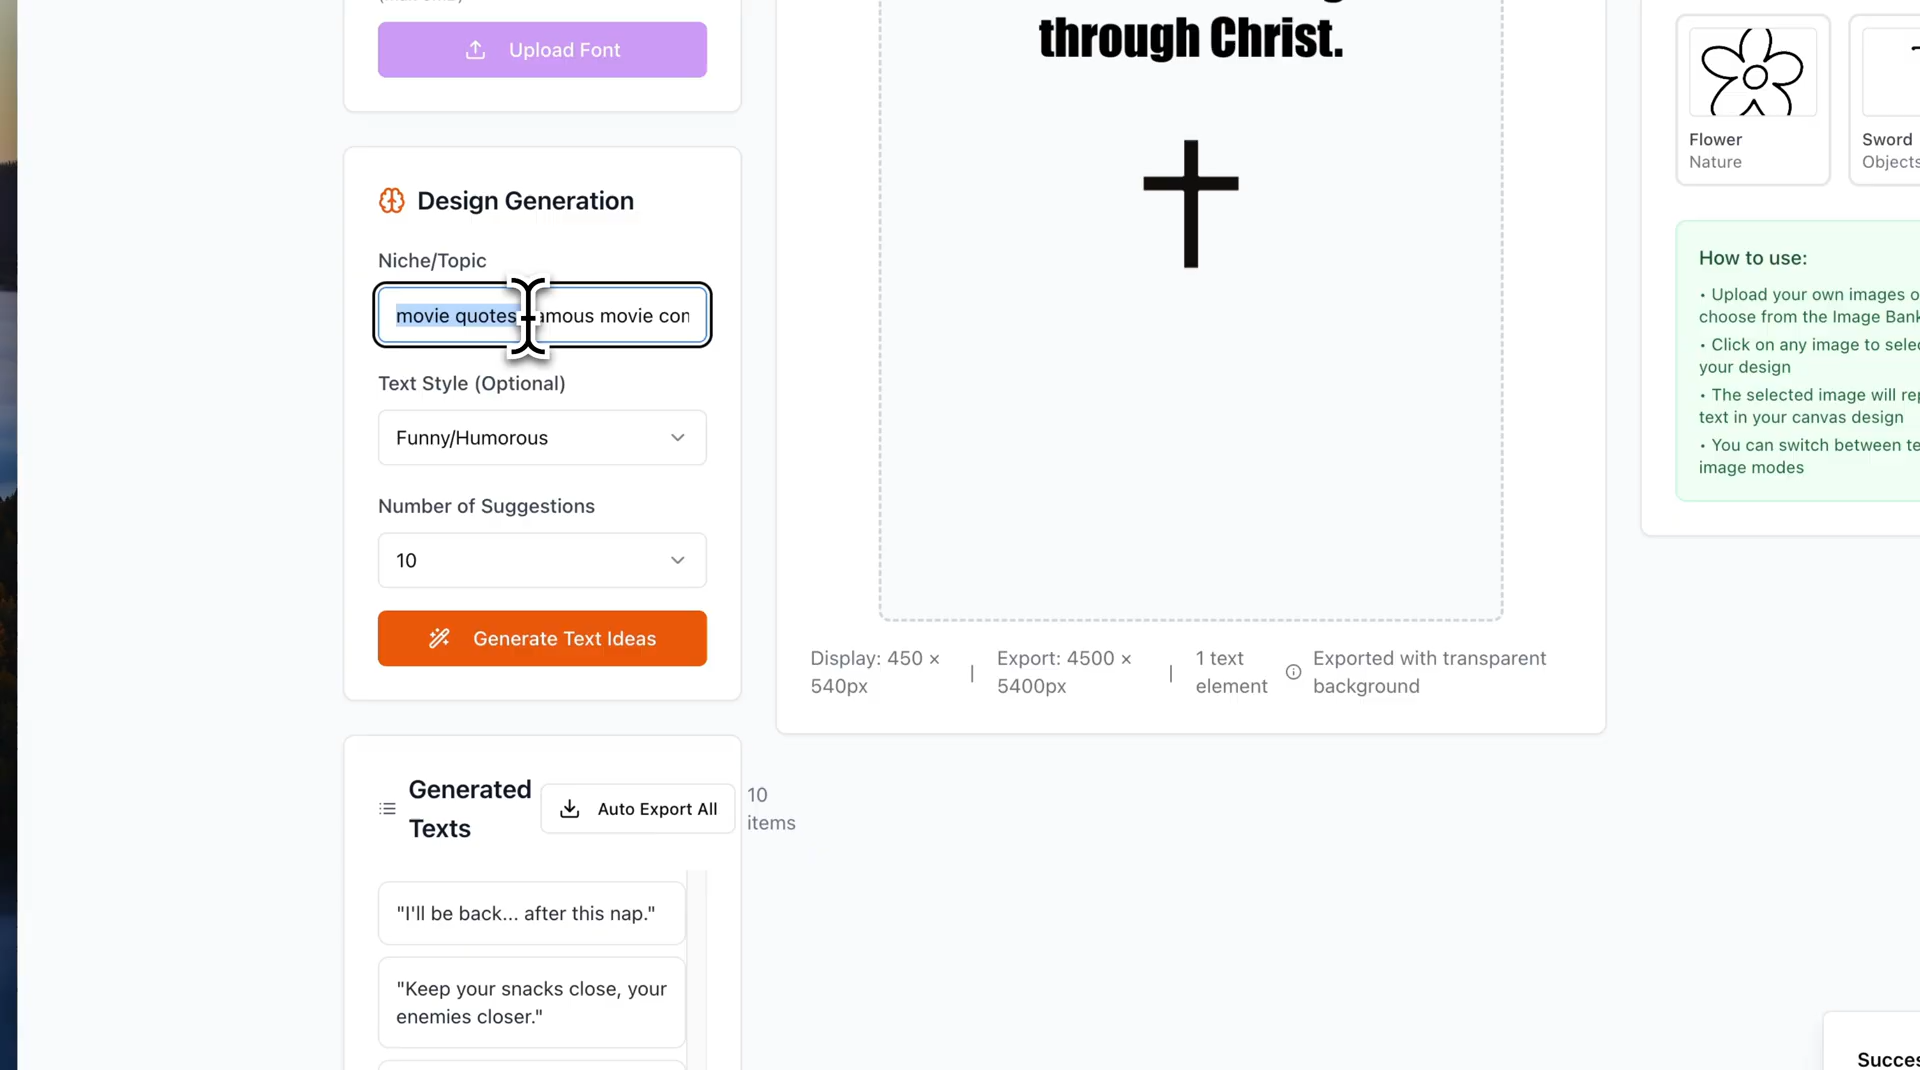 Upload Font
Design Generation
Niche/Topic
movie quotes amous movie con
Text Style (Optional)
Funny/Humorous
Number of Suggestions
10
Generate Text Ideas
Generated
Texts
Auto Export All
10
items
"I'll be back... after this nap."
"Keep your snacks close, your
enemies closer."
through Christ.
Display: 450 ×
540px
|
Export: 4500 ×
5400px
|
1 text
element
Exported with transparent
background
Flower
Nature
Sword
Objects
How to use:
• Upload your own images o
choose from the Image Bank
• Click on any image to selec
your design
• The selected image will rep
text in your canvas design
• You can switch between te
image modes
Succes